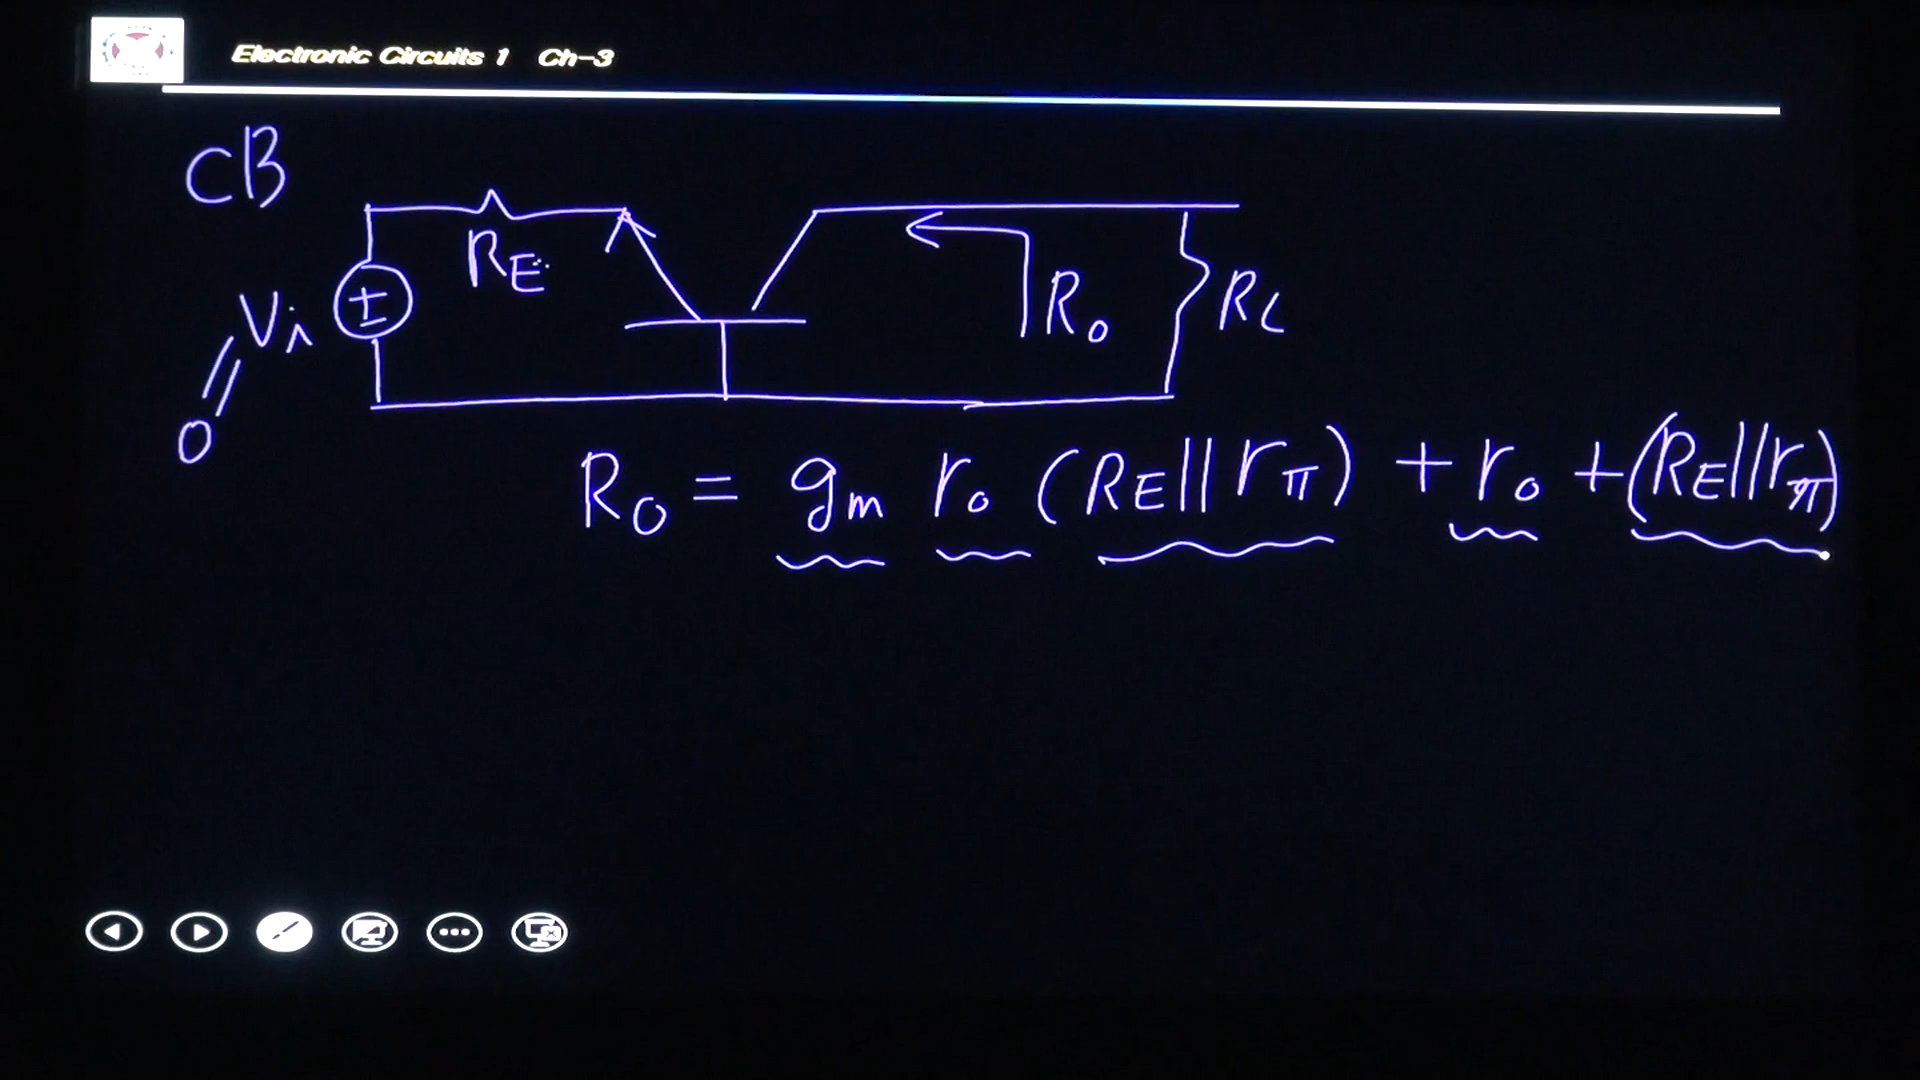 Electronic Circuits 1 Ch-3
CB
RE
Vi
Ro
RL
0
Ro = gm ro (RE||rπ) + ro + (RE||rπ)